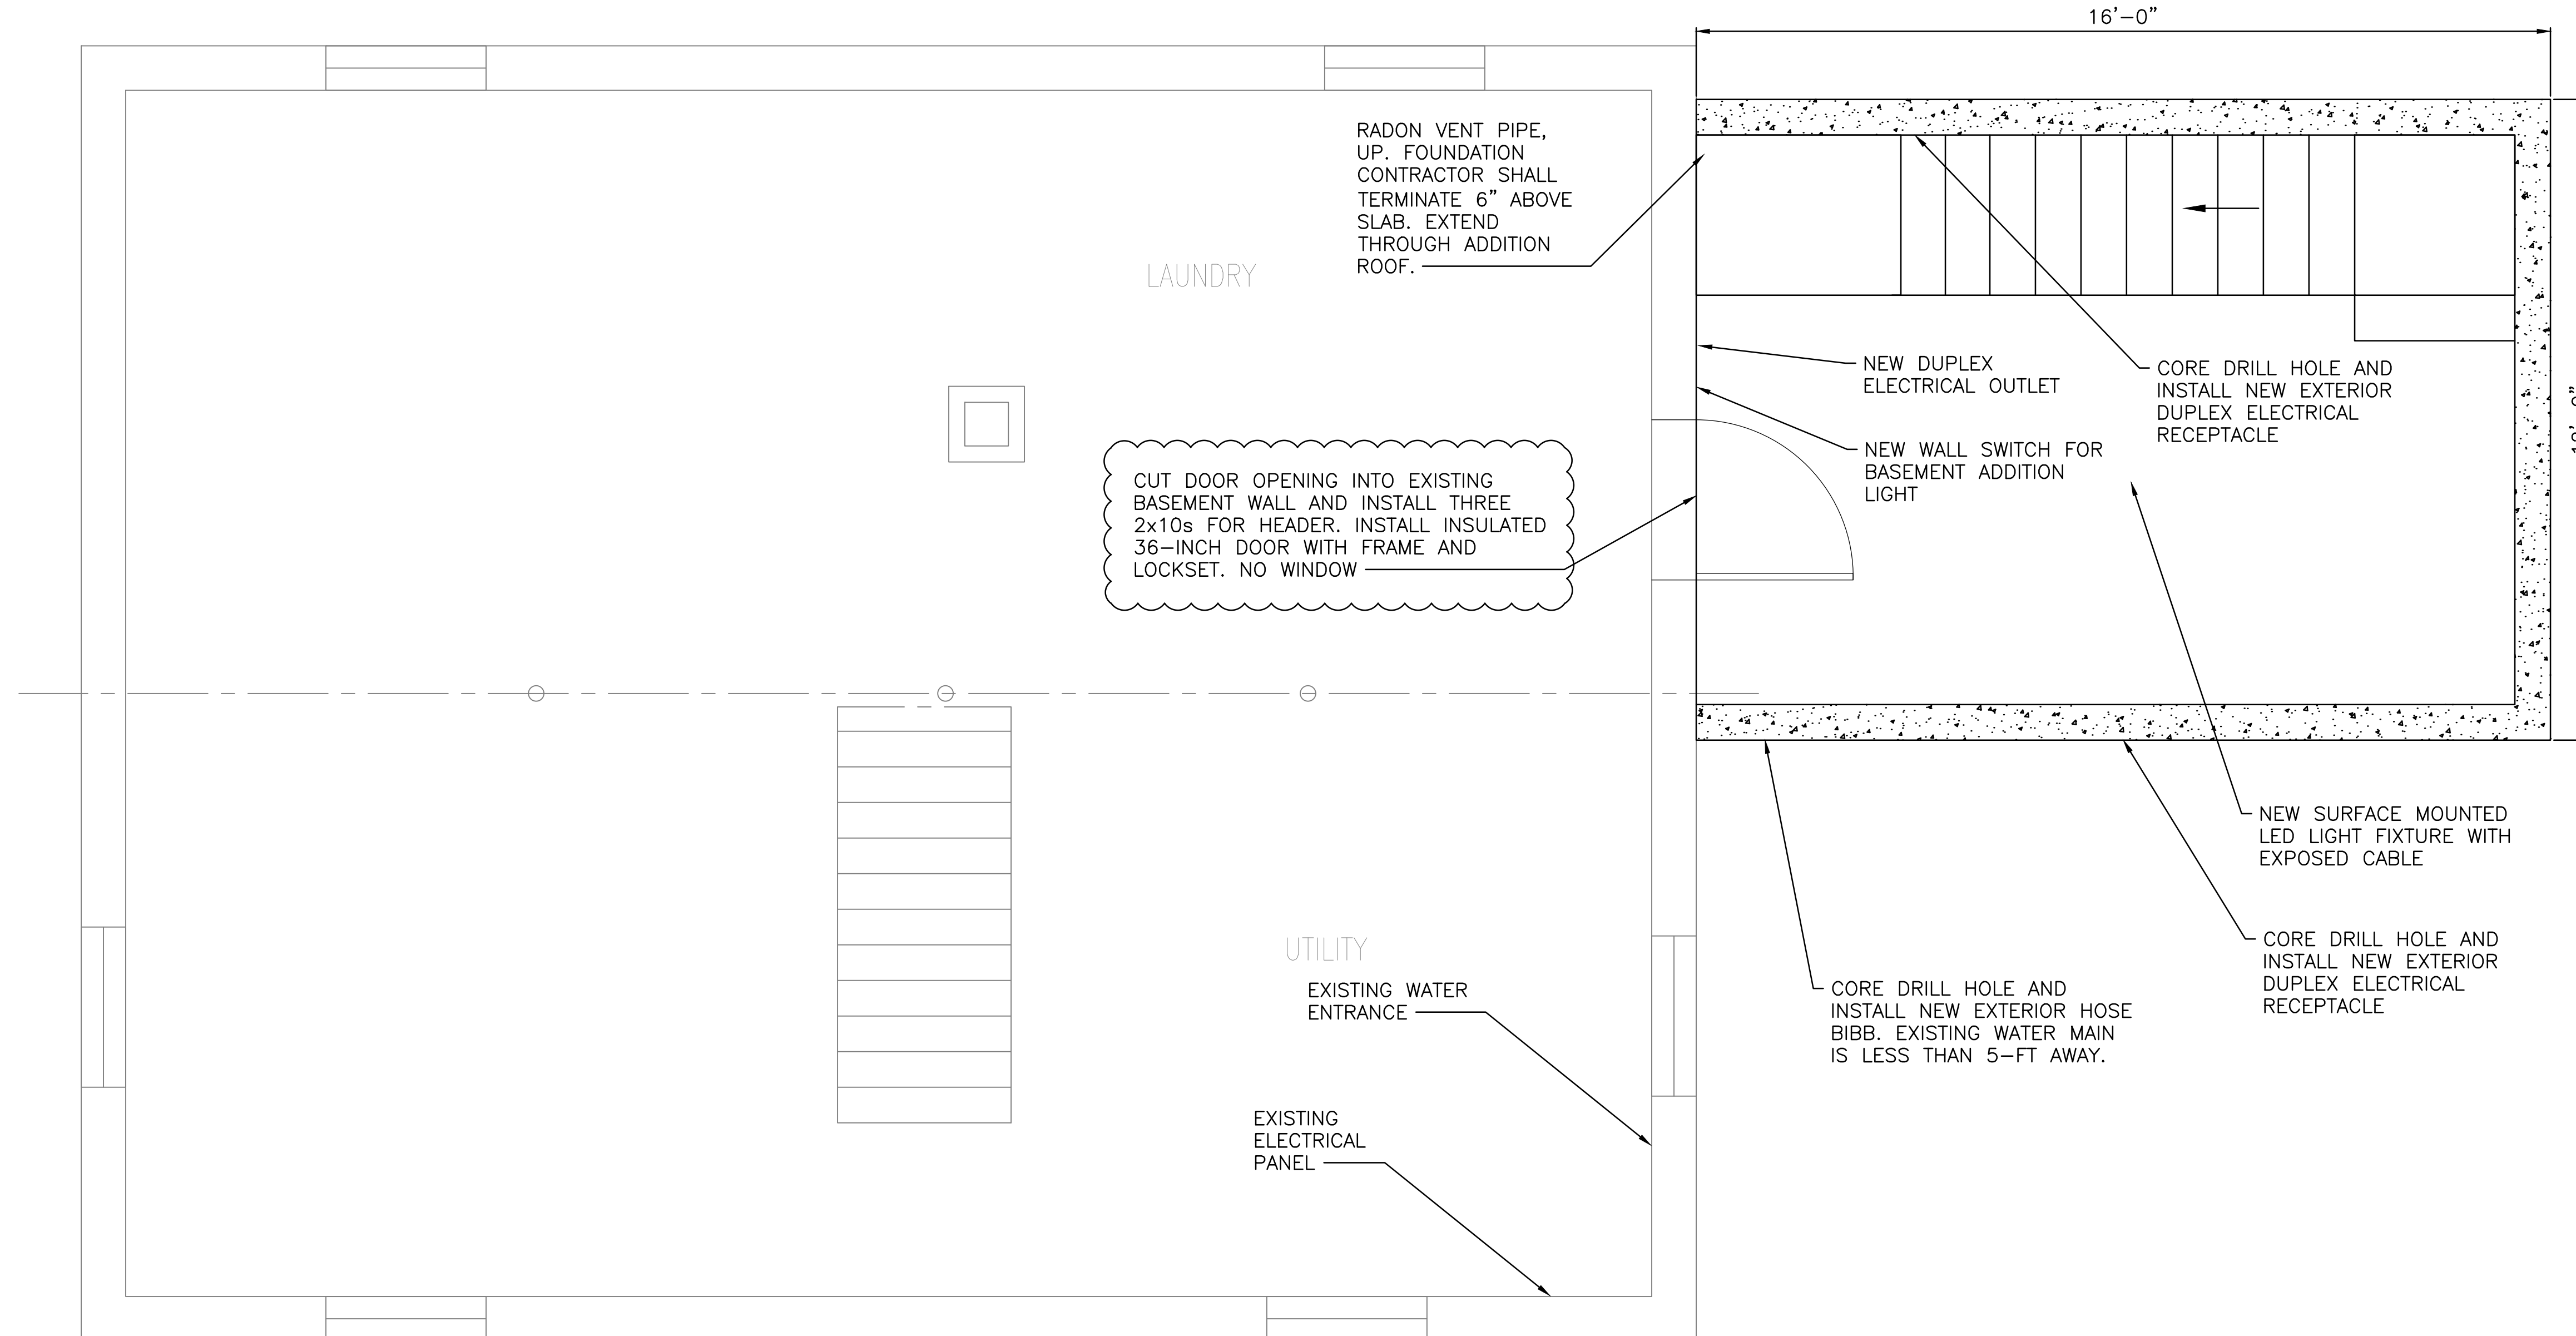 16'-0"
RADON VENT PIPE,
UP. FOUNDATION
CONTRACTOR SHALL
TERMINATE 6" ABOVE
SLAB. EXTEND
THROUGH ADDITION
ROOF.
LAUNDRY
NEW DUPLEX
ELECTRICAL OUTLET
CORE DRILL HOLE AND
INSTALL NEW EXTERIOR
DUPLEX ELECTRICAL
RECEPTACLE
NEW WALL SWITCH FOR
BASEMENT ADDITION
LIGHT
CUT DOOR OPENING INTO EXISTING
BASEMENT WALL AND INSTALL THREE
2x10s FOR HEADER. INSTALL INSULATED
36-INCH DOOR WITH FRAME AND
LOCKSET. NO WINDOW
NEW SURFACE MOUNTED
LED LIGHT FIXTURE WITH
EXPOSED CABLE
UTILITY
EXISTING WATER
ENTRANCE
CORE DRILL HOLE AND
INSTALL NEW EXTERIOR
DUPLEX ELECTRICAL
RECEPTACLE
CORE DRILL HOLE AND
INSTALL NEW EXTERIOR HOSE
BIBB. EXISTING WATER MAIN
IS LESS THAN 5-FT AWAY.
EXISTING
ELECTRICAL
PANEL